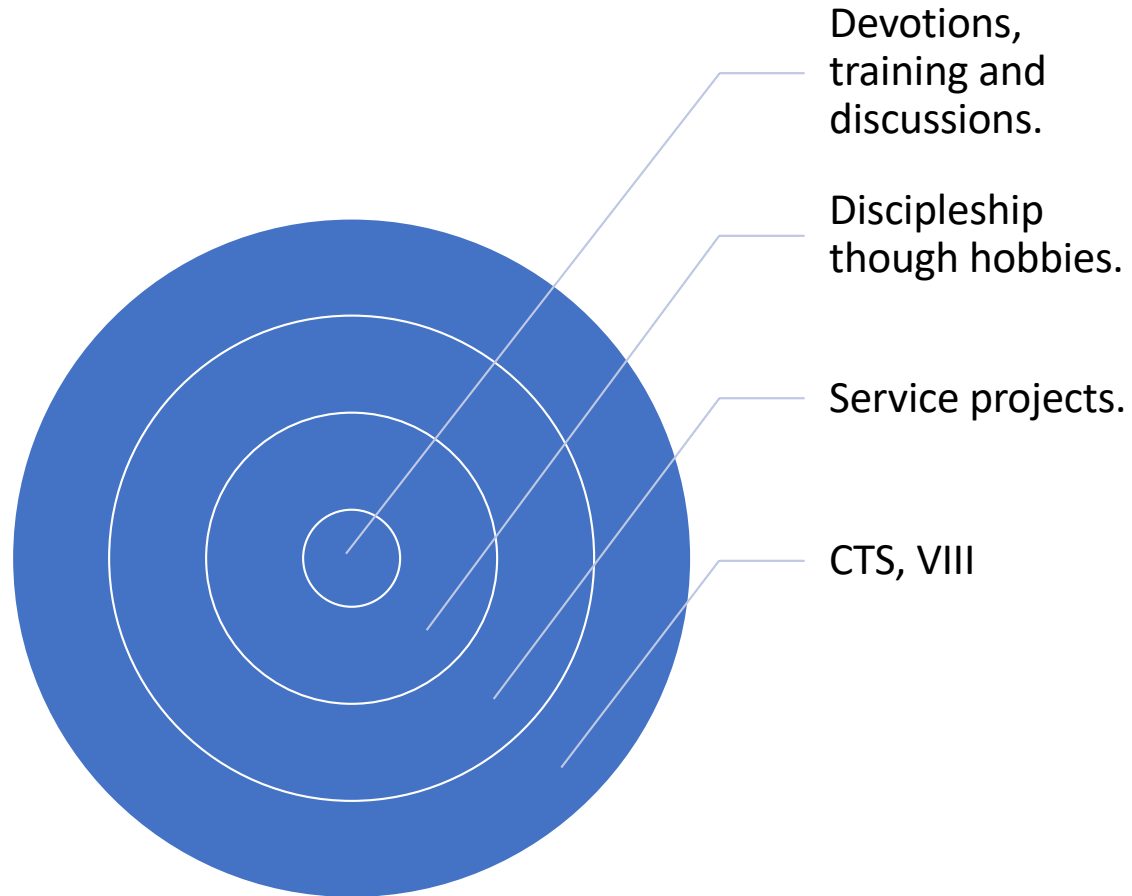 Devotions,
training and
discussions.
Discipleship
though hobbies.
Service projects.
CTS, VIII